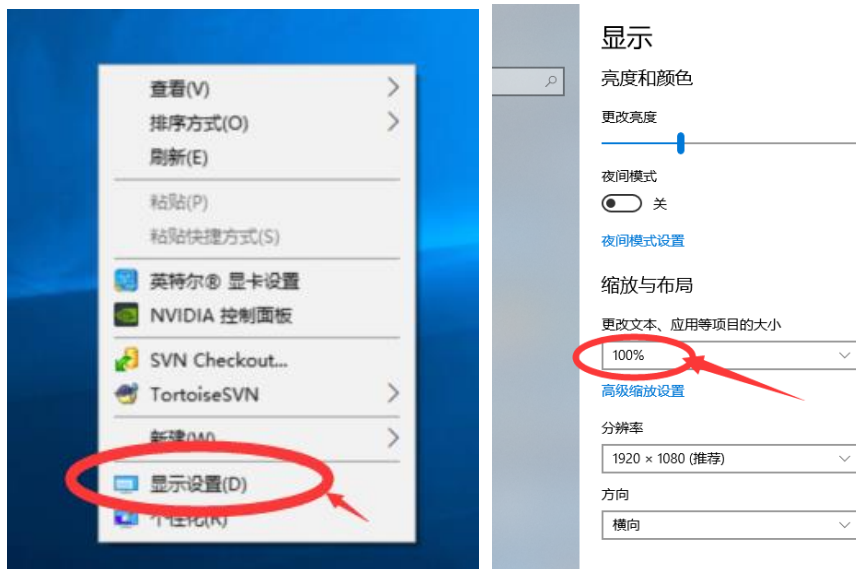 查看(V)
排序方式(O)
刷新(E)
粘贴(P)
粘贴快捷方式(S)
英特尔® 显卡设置
NVIDIA 控制面板
SVN Checkout...
TortoiseSVN
新建(W)
显示设置(D)
个性化(R)
显示
亮度和颜色
更改亮度
夜间模式
关
夜间模式设置
缩放与布局
更改文本、应用等项目的大小
100%
高级缩放设置
分辨率
1920 × 1080 (推荐)
方向
横向